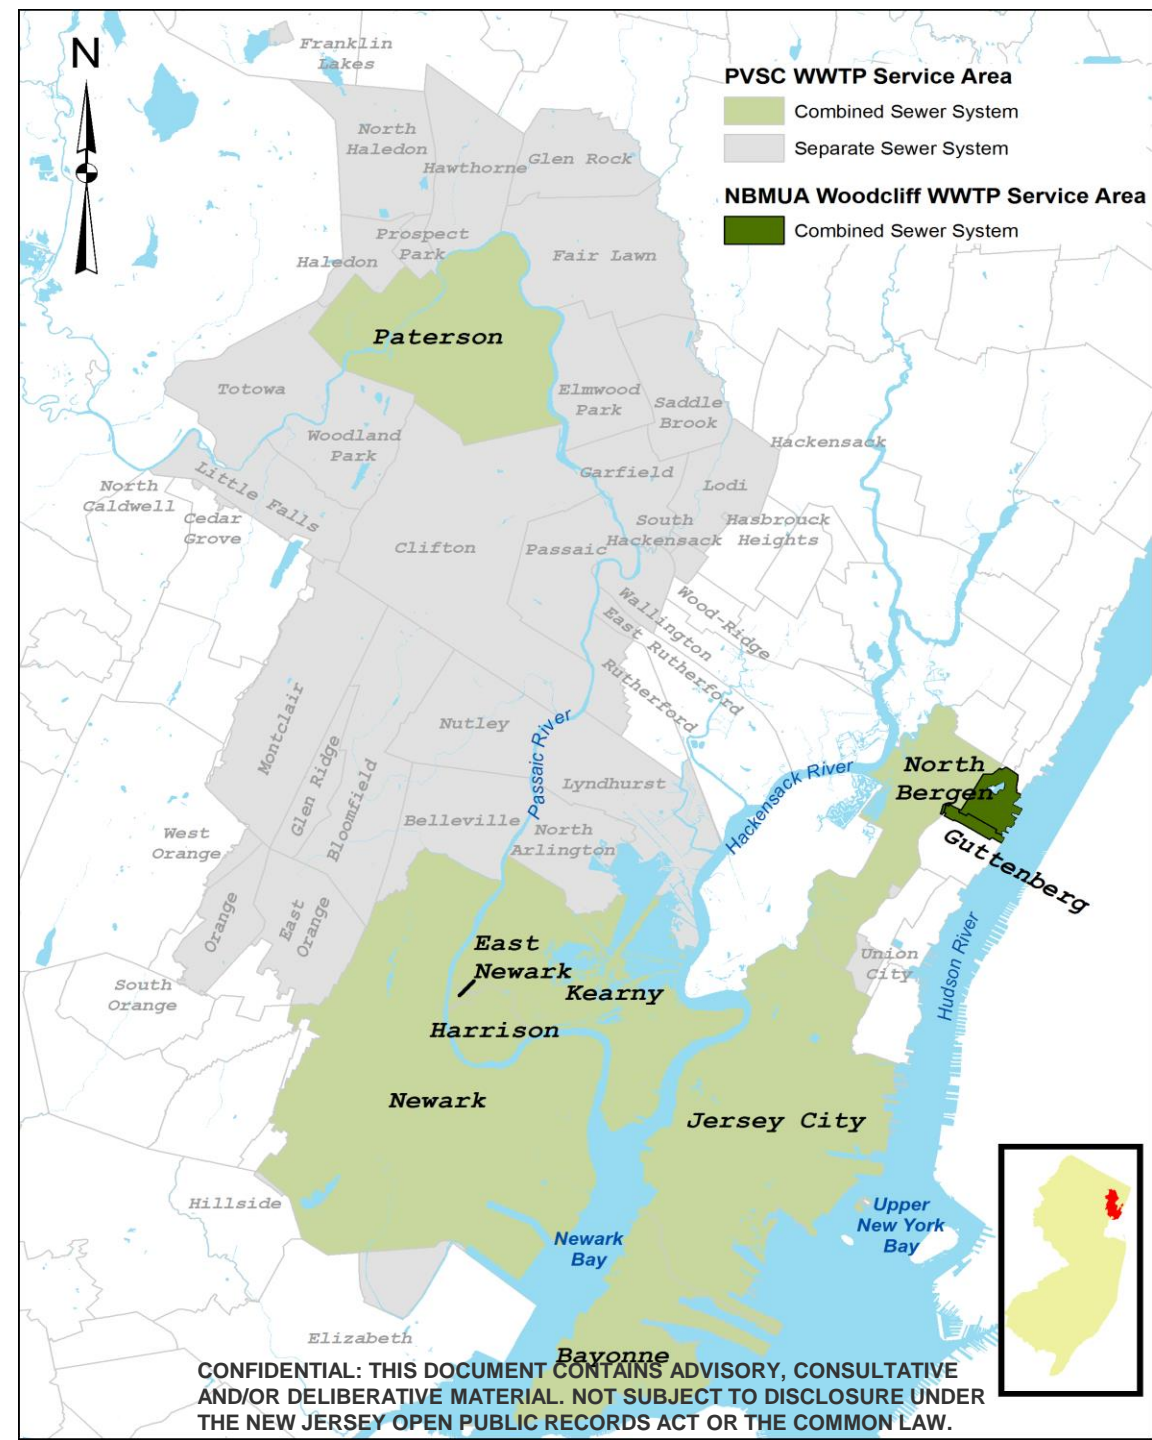 N
PVSC WWTP Service Area
Combined Sewer System
Separate Sewer System
NBMUA Woodcliff WWTP Service Area
Combined Sewer System
Franklin
Lakes
North
Haledon
Hawthorne
Glen Rock
Prospect
Park
Haledon
Fair Lawn
Paterson
Totowa
Elmwood
Park
Saddle
Brook
Woodland
Park
Hackensack
Little Falls
Garfield
Lodi
North
Caldwell
Cedar
Grove
South
Hackensack
Hasbrouck
Heights
Clifton
Passaic
Wallington
Wood-Ridge
East Rutherford
Rutherford
Montclair
Nutley
Passaic River
Glen Ridge
Bloomfield
Lyndhurst
Hackensack River
North
Bergen
Guttenberg
Belleville
North
Arlington
West
Orange
Orange
East
Orange
East
Newark
Kearny
Union
City
Hudson River
South
Orange
Harrison
Newark
Jersey City
Hillside
Newark
Bay
Upper
New York
Bay
Elizabeth
Bayonne
CONFIDENTIAL: THIS DOCUMENT CONTAINS ADVISORY, CONSULTATIVE
AND/OR DELIBERATIVE MATERIAL. NOT SUBJECT TO DISCLOSURE UNDER
THE NEW JERSEY OPEN PUBLIC RECORDS ACT OR THE COMMON LAW.